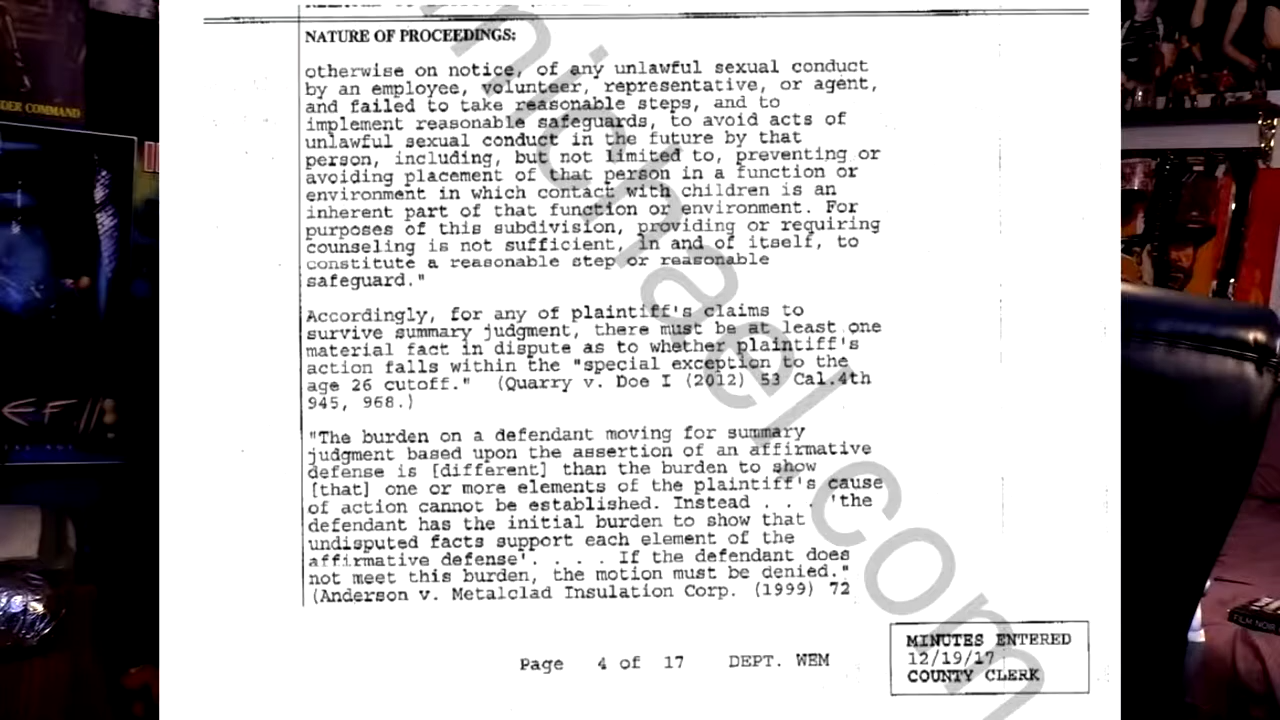 NATURE OF PROCEEDINGS:
otherwise on notice, of any unlawful sexual conduct
by an employee, volunteer, representative, or agent,
and failed to take reasonable steps, and to
implement reasonable safeguards, to avoid acts of
unlawful sexual conduct in the future by that
person, including, but not limited to, preventing or
avoiding placement of that person in a function or
environment in which contact with children is an
inherent part of that function or environment. For
purposes of this subdivision, providing or requiring
counseling is not sufficient, in and of itself, to
constitute a reasonable step or reasonable
safeguard."
Accordingly, for any of plaintiff's claims to
survive summary judgment, there must be at least one
material fact in dispute as to whether plaintiff's
action falls within the "special exception to the
age 26 cutoff." (Quarry v. Doe I (2012) 53 Cal.4th
945, 968.)
"The burden on a defendant moving for summary
judgment based upon the assertion of an affirmative
defense is [different] than the burden to show
[that] one or more elements of the plaintiff's cause
of action cannot be established. Instead . . . 'the
defendant has the initial burden to show that
undisputed facts support each element of the
affirmative defense'. . . . If the defendant does
not meet this burden, the motion must be denied."
(Anderson v. Metalclad Insulation Corp. (1999) 72
Page 4 of 17 DEPT. WEM
MINUTES ENTERED
12/19/17
COUNTY CLERK
michael.com
DER COMMAND
FILM NOIR